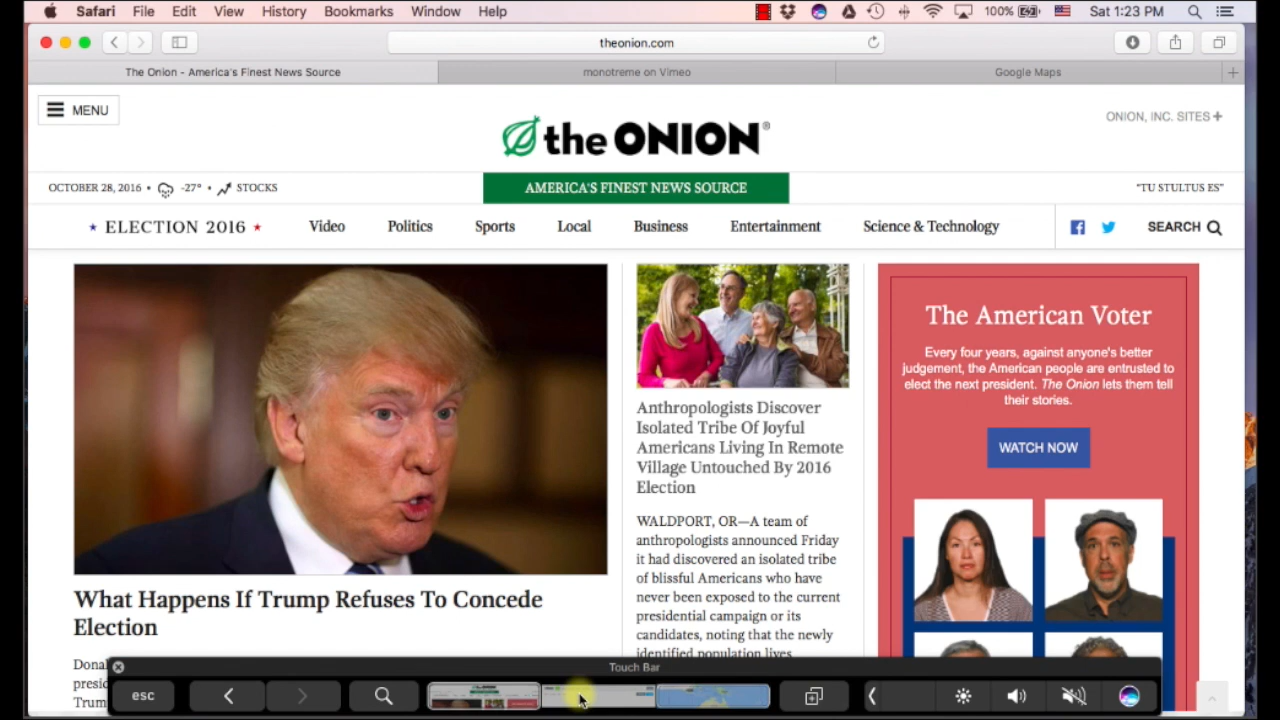 Safari File Edit View History Bookmarks Window Help 100% Sat 1:23 PM
theonion.com
The Onion - America's Finest News Source monotreme on Vimeo Google Maps +
MENU
the ONION®
ONION, INC. SITES +
OCTOBER 28, 2016 • -27° • STOCKS
AMERICA'S FINEST NEWS SOURCE
"TU STULTUS ES"
★ ELECTION 2016 ★ Video Politics Sports Local Business Entertainment Science & Technology SEARCH
What Happens If Trump Refuses To Concede
Election
Donal
presid
Trum
Anthropologists Discover
Isolated Tribe Of Joyful
Americans Living In Remote
Village Untouched By 2016
Election
WALDPORT, OR—A team of
anthropologists announced Friday
it had discovered an isolated tribe
of blissful Americans who have
never been exposed to the current
presidential campaign or its
candidates, noting that the newly
identified population lives
The American Voter
Every four years, against anyone's better
judgement, the American people are entrusted to
elect the next president. The Onion lets them tell
their stories.
WATCH NOW
Touch Bar
esc